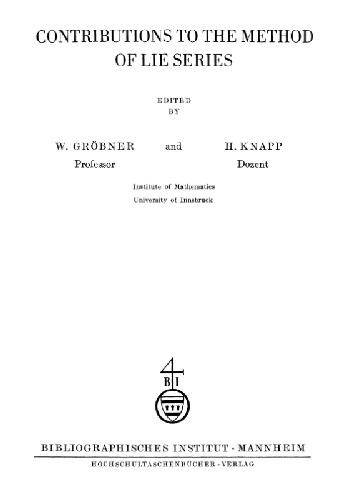 CONTRIBUTIONS TO THE METHOD
OF LIE SERIES
EDITED
BY
W. GRÖBNER and H. KNAPP
Professor Dozent
Institute of Mathematics
University of Innsbruck
B I
BIBLIOGRAPHISCHES INSTITUT · MANNHEIM
HOCHSCHULTASCHENBÜCHER-VERLAG